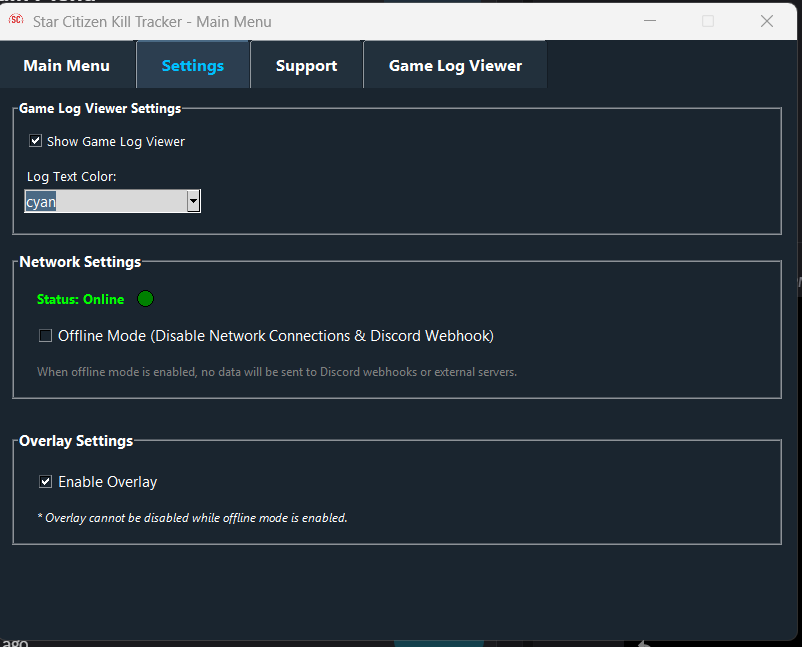 SC Star Citizen Kill Tracker - Main Menu
Main Menu Settings Support Game Log Viewer
Game Log Viewer Settings
Show Game Log Viewer
Log Text Color:
cyan
Network Settings
Status: Online
Offline Mode (Disable Network Connections & Discord Webhook)
When offline mode is enabled, no data will be sent to Discord webhooks or external servers.
Overlay Settings
Enable Overlay
* Overlay cannot be disabled while offline mode is enabled.
ago